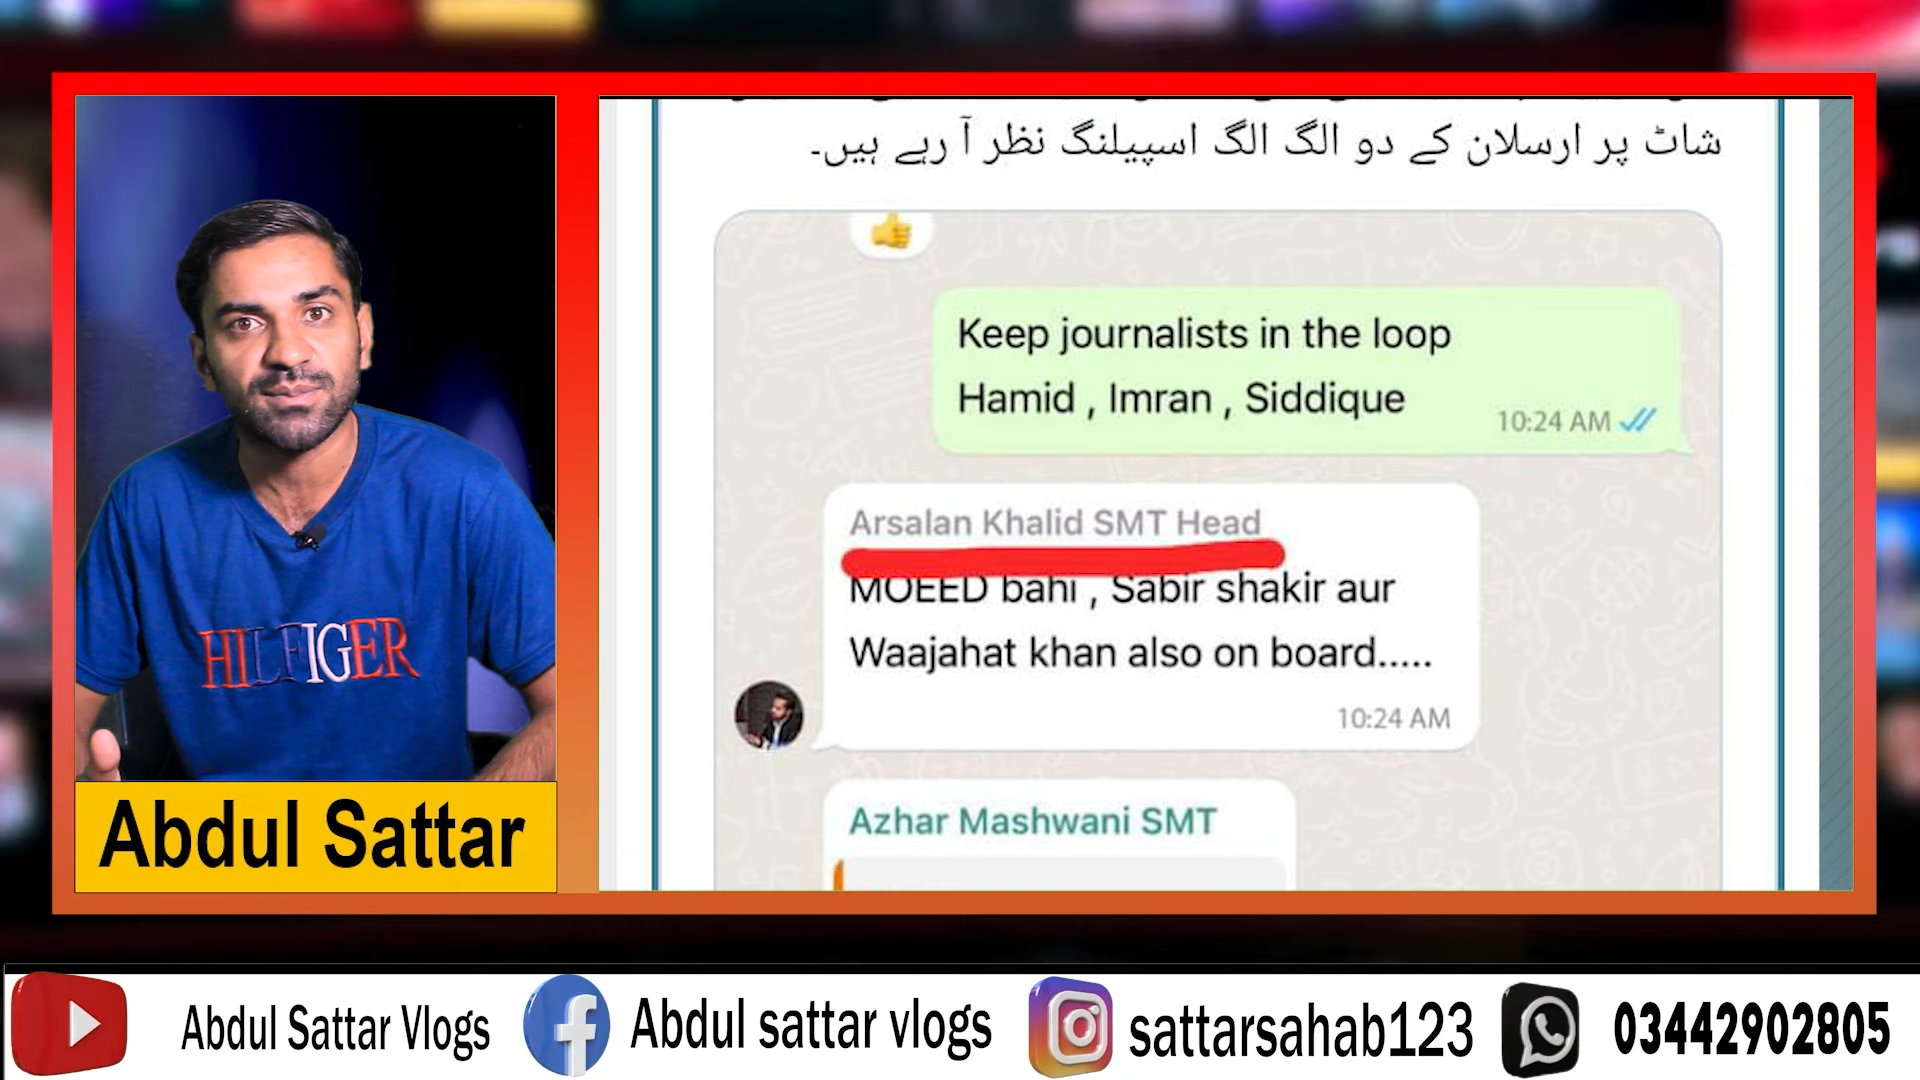 شاٹ پر ارسلان کے دو الگ الگ اسپیلنگ نظر آ رہے ہیں۔
Keep journalists in the loop
Hamid , Imran , Siddique
10:24 AM
Arsalan Khalid SMT Head
MOEED bahi , Sabir shakir aur
Waajahat khan also on board.....
10:24 AM
Azhar Mashwani SMT
HILFIGER
Abdul Sattar
Abdul Sattar Vlogs
Abdul sattar vlogs
sattarsahab123
03442902805